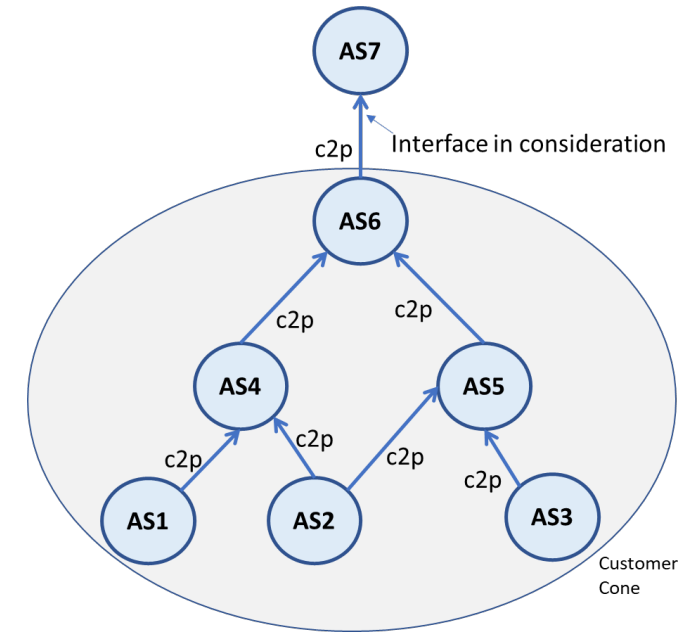 AS7
c2p
Interface in consideration
AS6
c2p
c2p
AS4
AS5
c2p
c2p
c2p
c2p
AS1
AS2
AS3
Customer
Cone